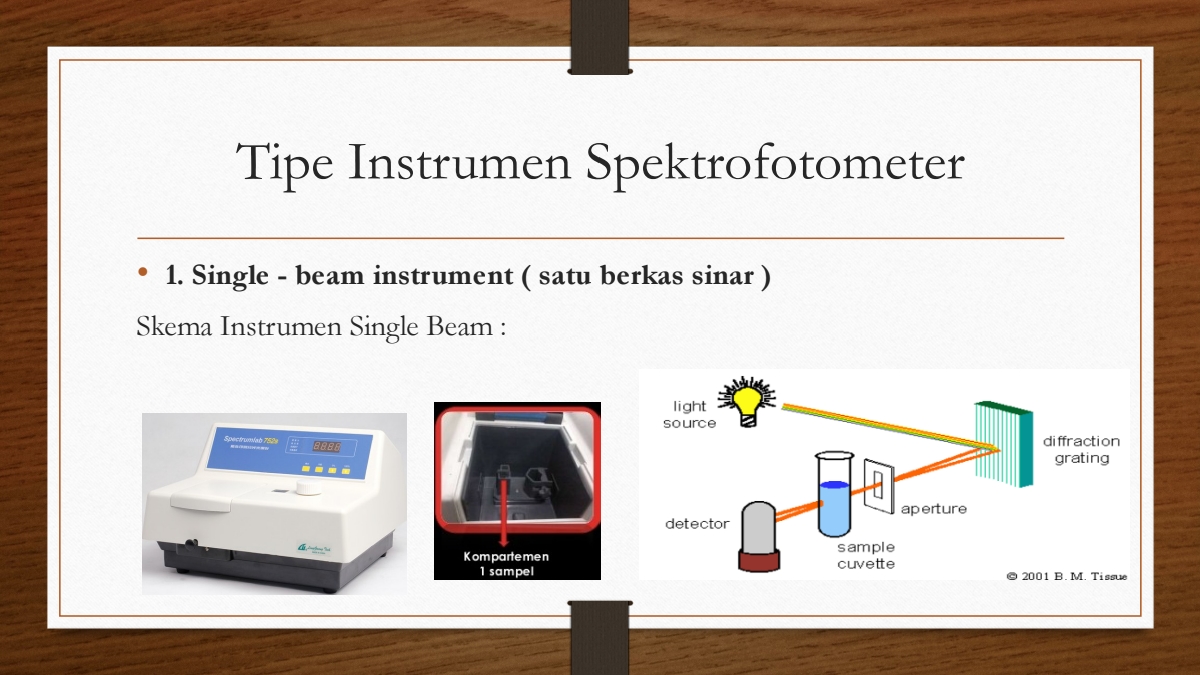 Tipe Instrumen Spektrofotometer
• 1. Single - beam instrument ( satu berkas sinar )
Skema Instrumen Single Beam :
Spectrumlab 752s
8888
Kompartemen
1 sampel
light
source
diffraction
grating
aperture
detector
sample
cuvette
© 2001 B. M. Tissue